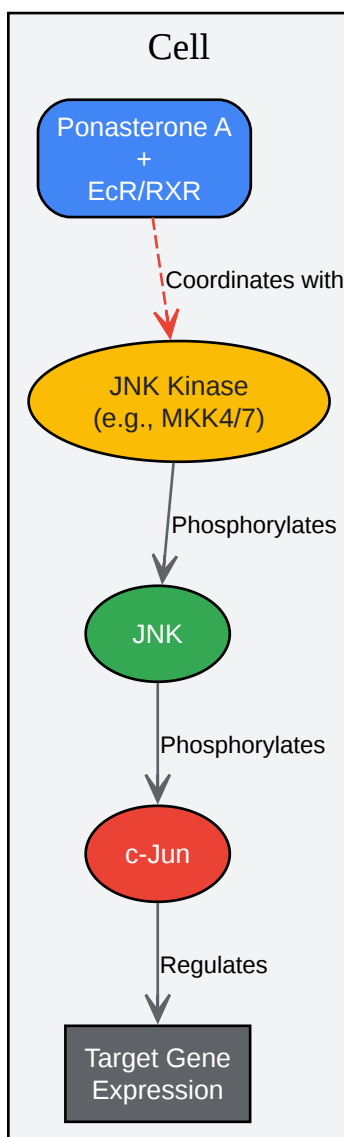 Cell
Ponasterone A
+
EcR/RXR
Coordinates with
JNK Kinase
(e.g., MKK4/7)
Phosphorylates
JNK
Phosphorylates
c-Jun
Regulates
Target Gene
Expression